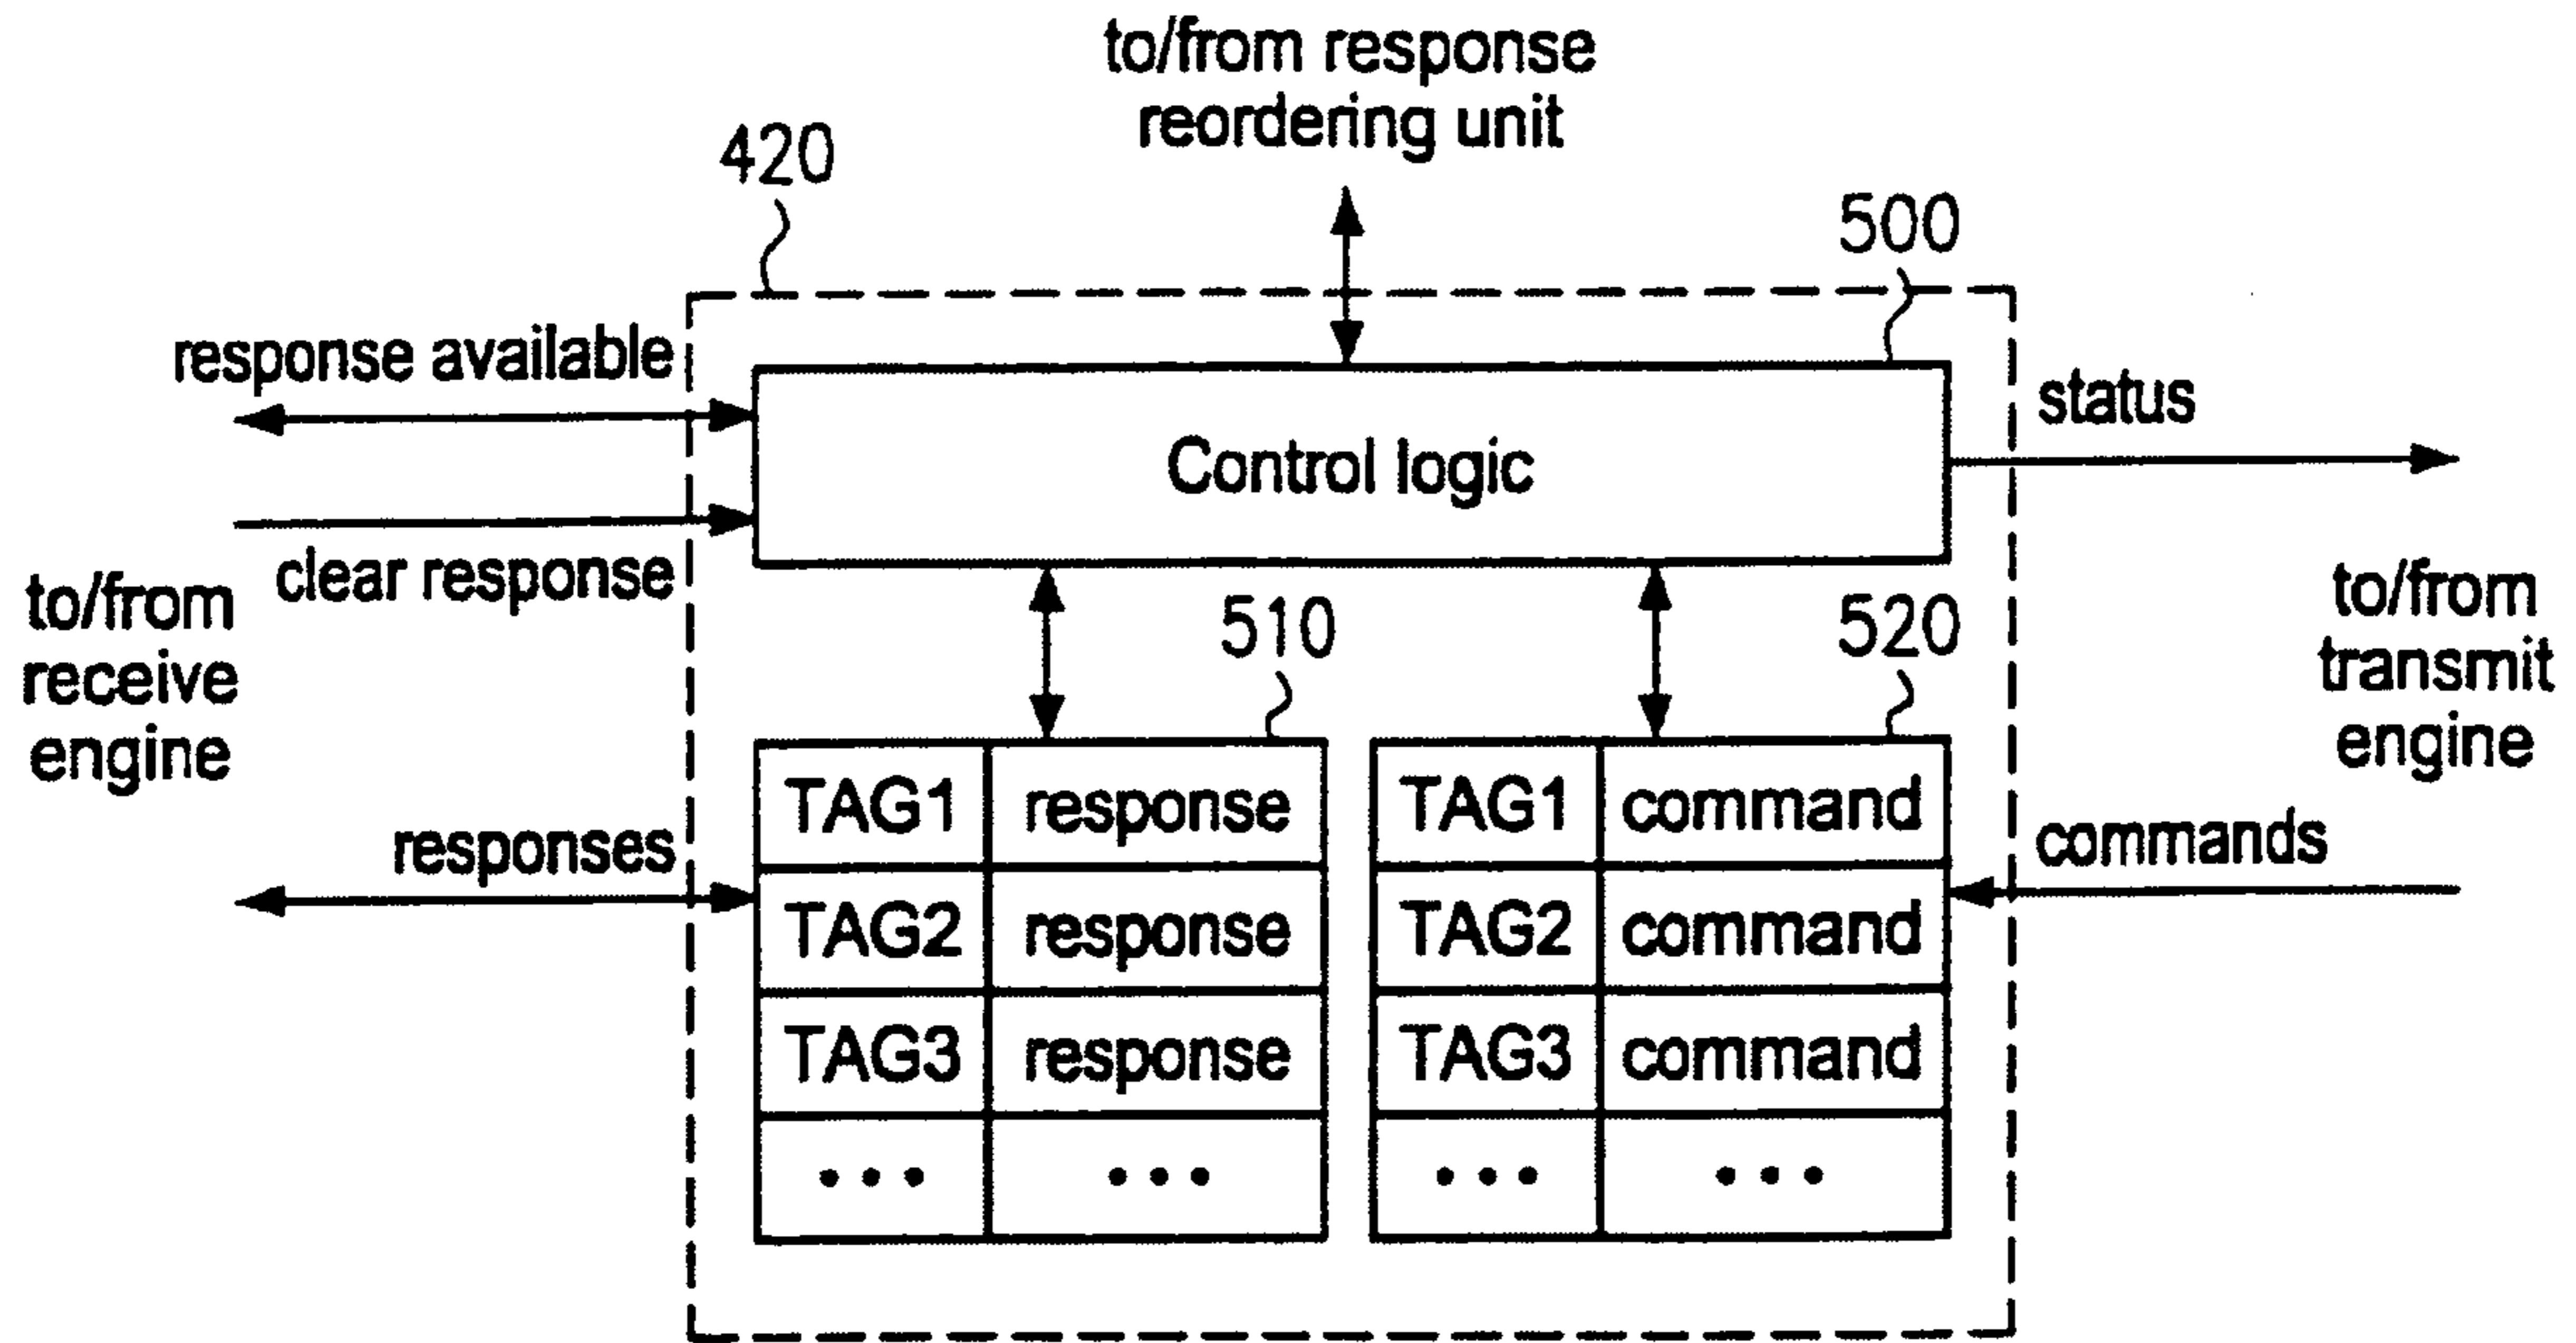 to/from response
reordering unit
420
500
response available
status
Control logic
clear response
to/from
receive
engine
to/from
transmit
engine
510
520
TAG1 response TAG1 command
responses
commands
TAG2 response TAG2 command
TAG3 response TAG3 command
... ... ... ...